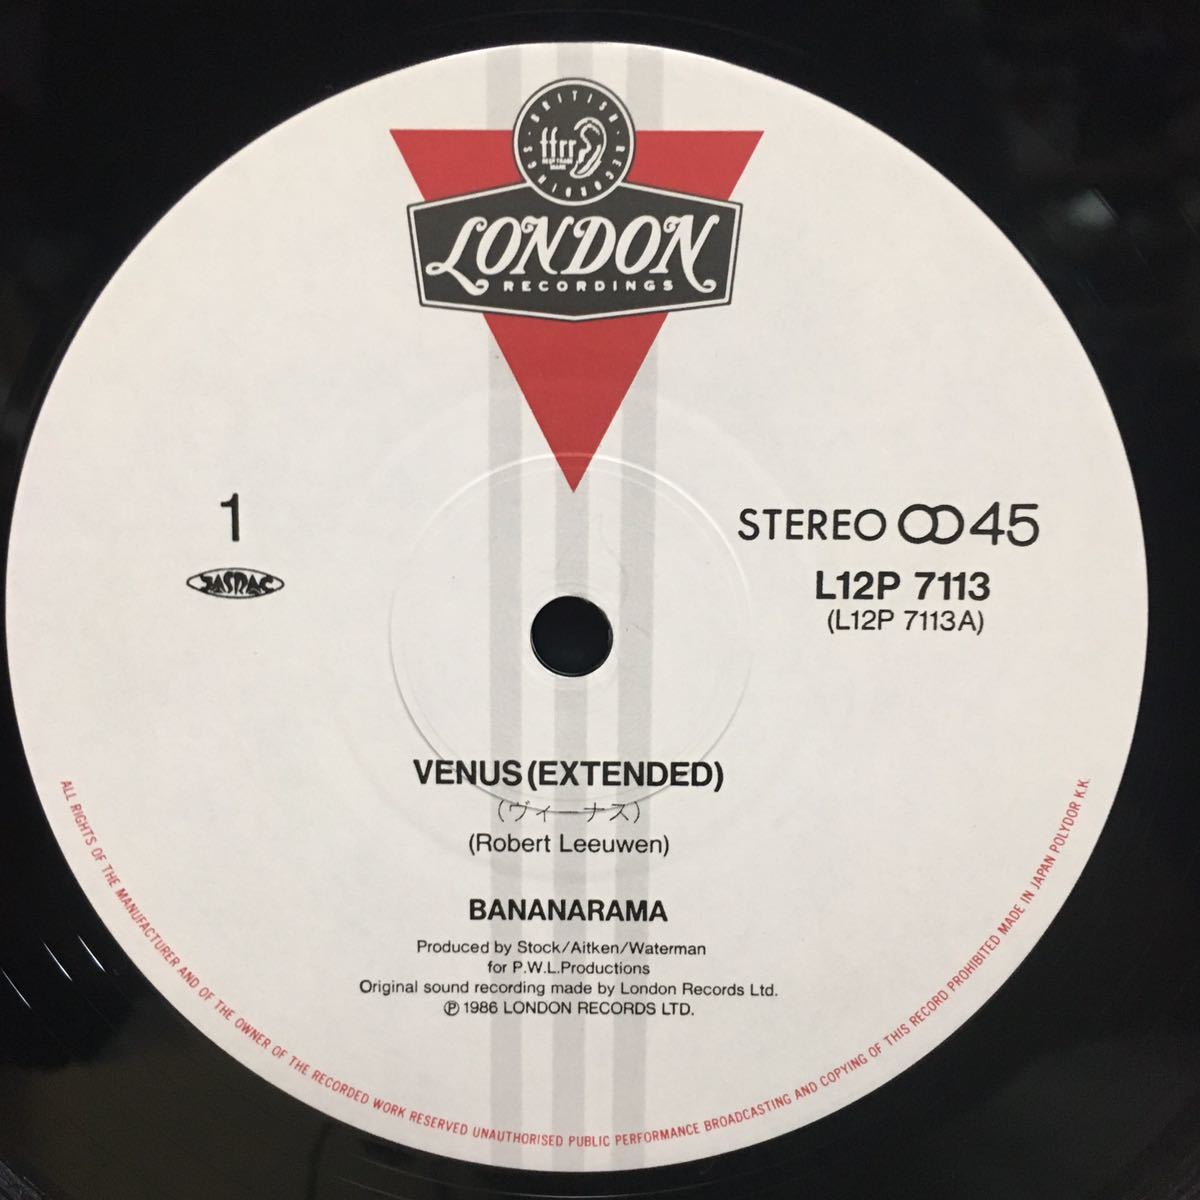 BRITISH · RECORDINGS ·
ffrr
LONDON
RECORDINGS
1
JASRAC
STEREO 45
L12P 7113
(L12P 7113A)
VENUS (EXTENDED)
(ヴィーナス)
(Robert Leeuwen)
BANANARAMA
Produced by Stock/Aitken/Waterman
for P.W.L.Productions
Original sound recording made by London Records Ltd.
Ⓟ 1986 LONDON RECORDS LTD.
ALL RIGHTS OF THE MANUFACTURER AND OF THE OWNER OF THE RECORDED WORK RESERVED UNAUTHORISED PUBLIC PERFORMANCE BROADCASTING AND COPYING OF THIS RECORD PROHIBITED MADE IN JAPAN POLYDOR K.K.